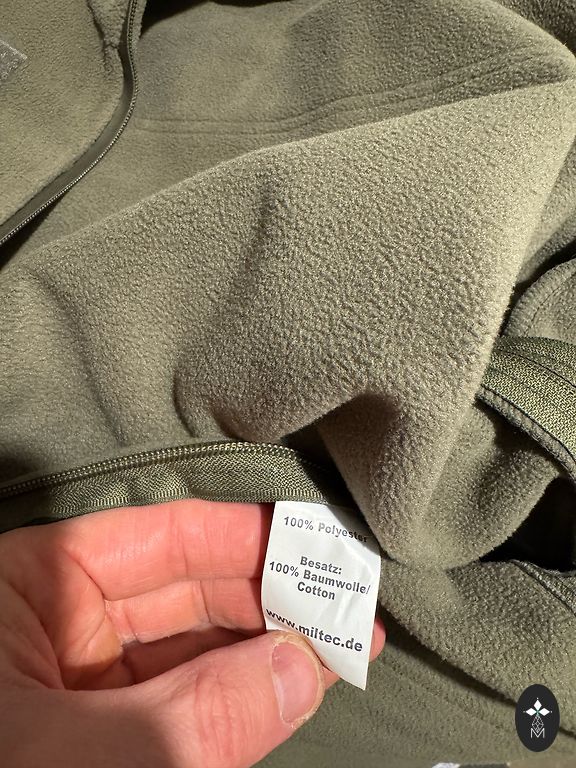 100% Polyester
Besatz:
100% Baumwolle/
Cotton
www.miltec.de